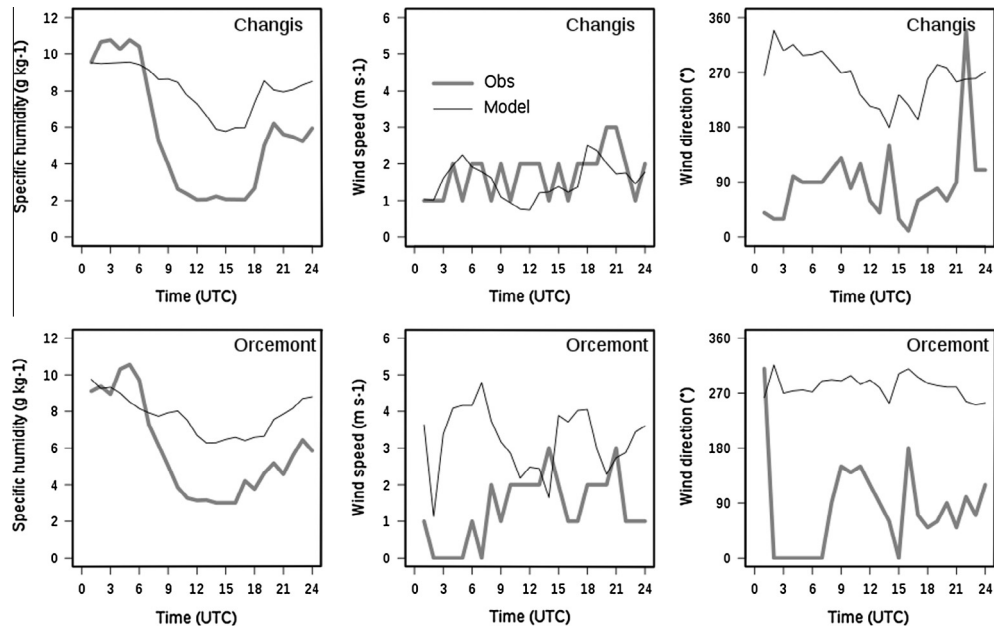 Changis
Specific humidity (g kg-1)
12
10
8
6
4
2
0
0 3 6 9 12 15 18 21 24
Time (UTC)
Changis
Obs
Model
Wind speed (m s-1)
6
5
4
3
2
1
0
0 3 6 9 12 15 18 21 24
Time (UTC)
Changis
Wind direction (°)
360
270
180
90
0
0 3 6 9 12 15 18 21 24
Time (UTC)
Orcemont
Specific humidity (g kg-1)
12
10
8
6
4
2
0
0 3 6 9 12 15 18 21 24
Time (UTC)
Orcemont
Wind speed (m s-1)
6
5
4
3
2
1
0
0 3 6 9 12 15 18 21 24
Time (UTC)
Orcemont
Wind direction (°)
360
270
180
90
0
0 3 6 9 12 15 18 21 24
Time (UTC)